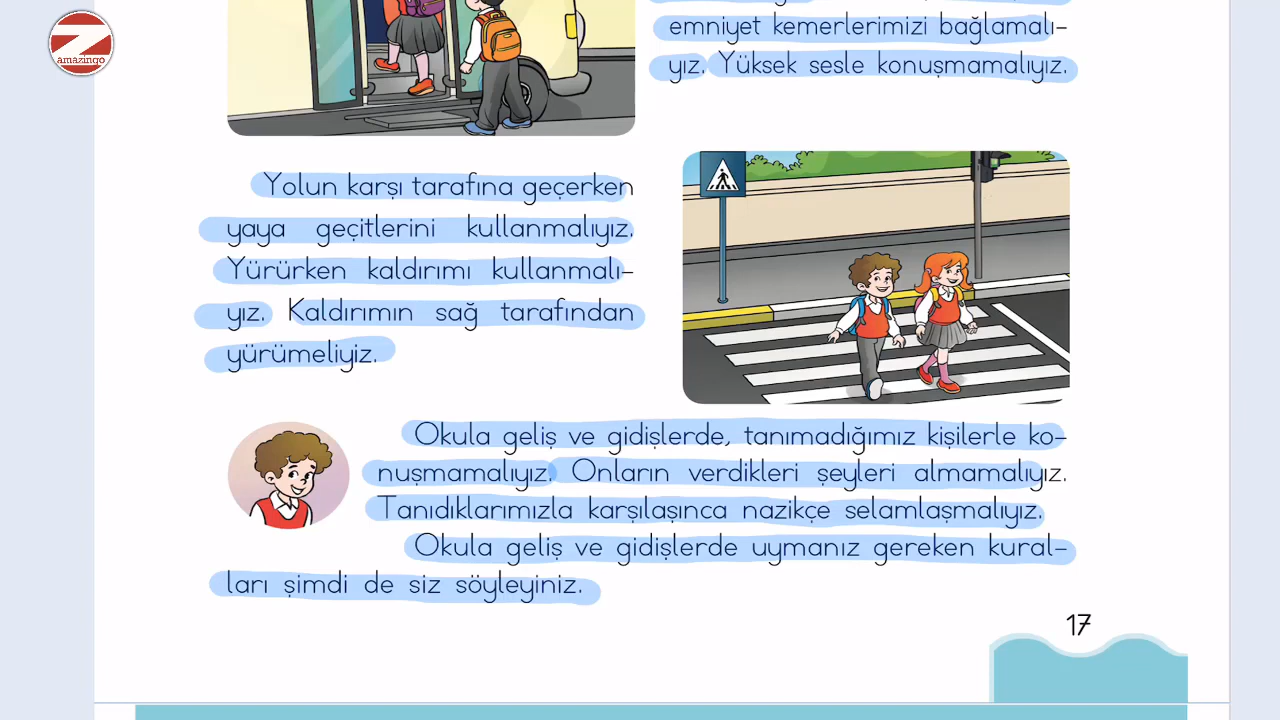 amazingo
emniyet kemerlerimizi bağlamalı-
yız. Yüksek sesle konuşmamalıyız.
Yolun karşı tarafına geçerken
yaya geçitlerini kullanmalıyız.
Yürürken kaldırımı kullanmalı-
yız. Kaldırımın sağ tarafından
yürümeliyiz.
Okula geliş ve gidişlerde, tanımadığımız kişilerle ko-
nuşmamalıyız. Onların verdikleri şeyleri almamalıyız.
Tanıdıklarımızla karşılaşınca nazikçe selamlaşmalıyız.
Okula geliş ve gidişlerde uymanız gereken kural-
ları şimdi de siz söyleyiniz.
17